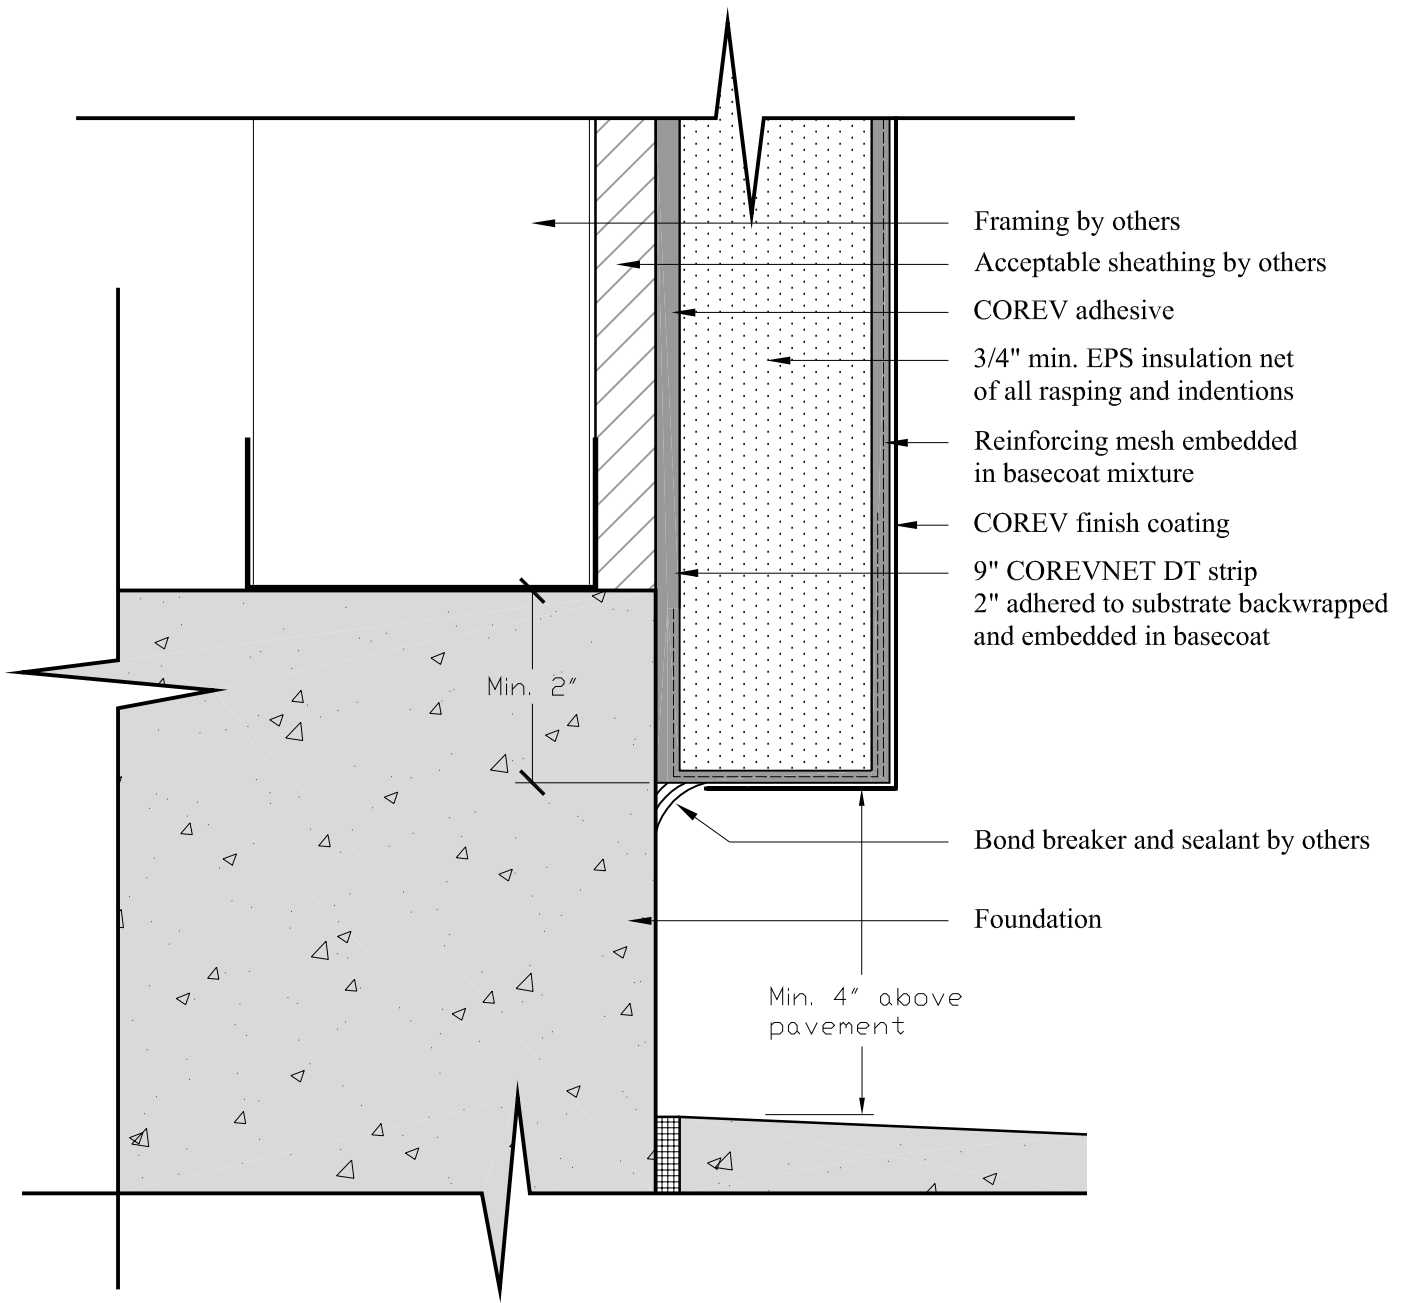 Framing by others
Acceptable sheathing by others
COREV adhesive
3/4" min. EPS insulation net
of all rasping and indentions
Reinforcing mesh embedded
in basecoat mixture
COREV finish coating
9" COREVNET DT strip
2" adhered to substrate backwrapped
and embedded in basecoat
Min. 2"
Bond breaker and sealant by others
Foundation
Min. 4" above
pavement